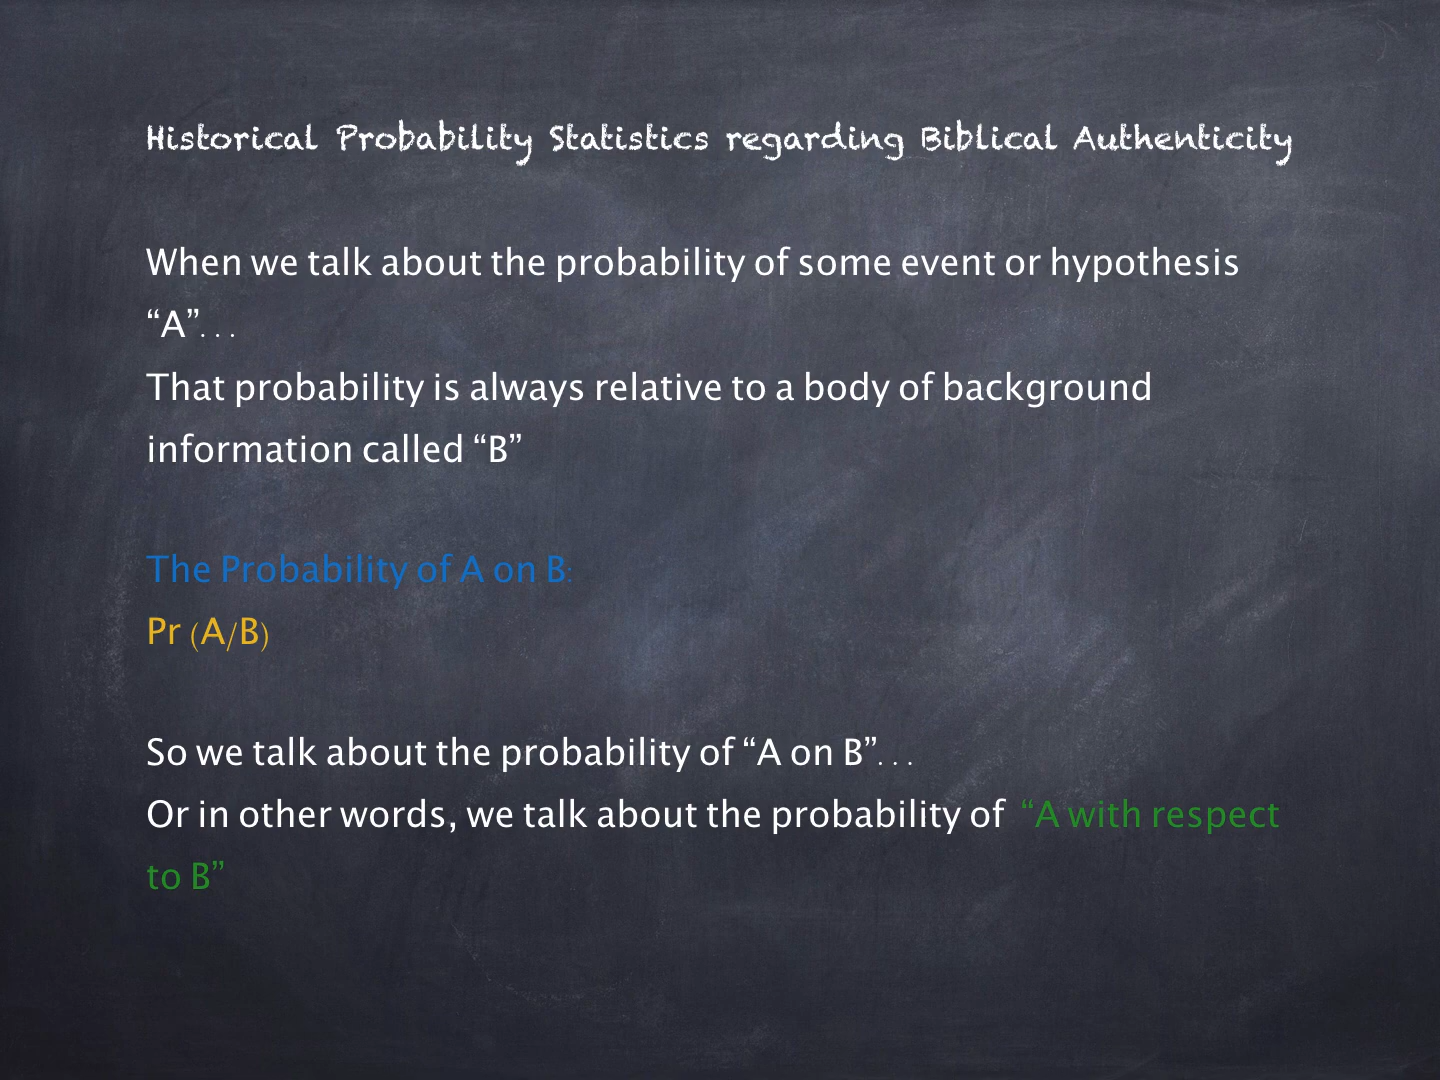 Historical Probability Statistics regarding Biblical Authenticity
When we talk about the probability of some event or hypothesis
“A”...
That probability is always relative to a body of background
information called “B”
The Probability of A on B:
Pr (A/B)
So we talk about the probability of “A on B”...
Or in other words, we talk about the probability of “A with respect
to B”